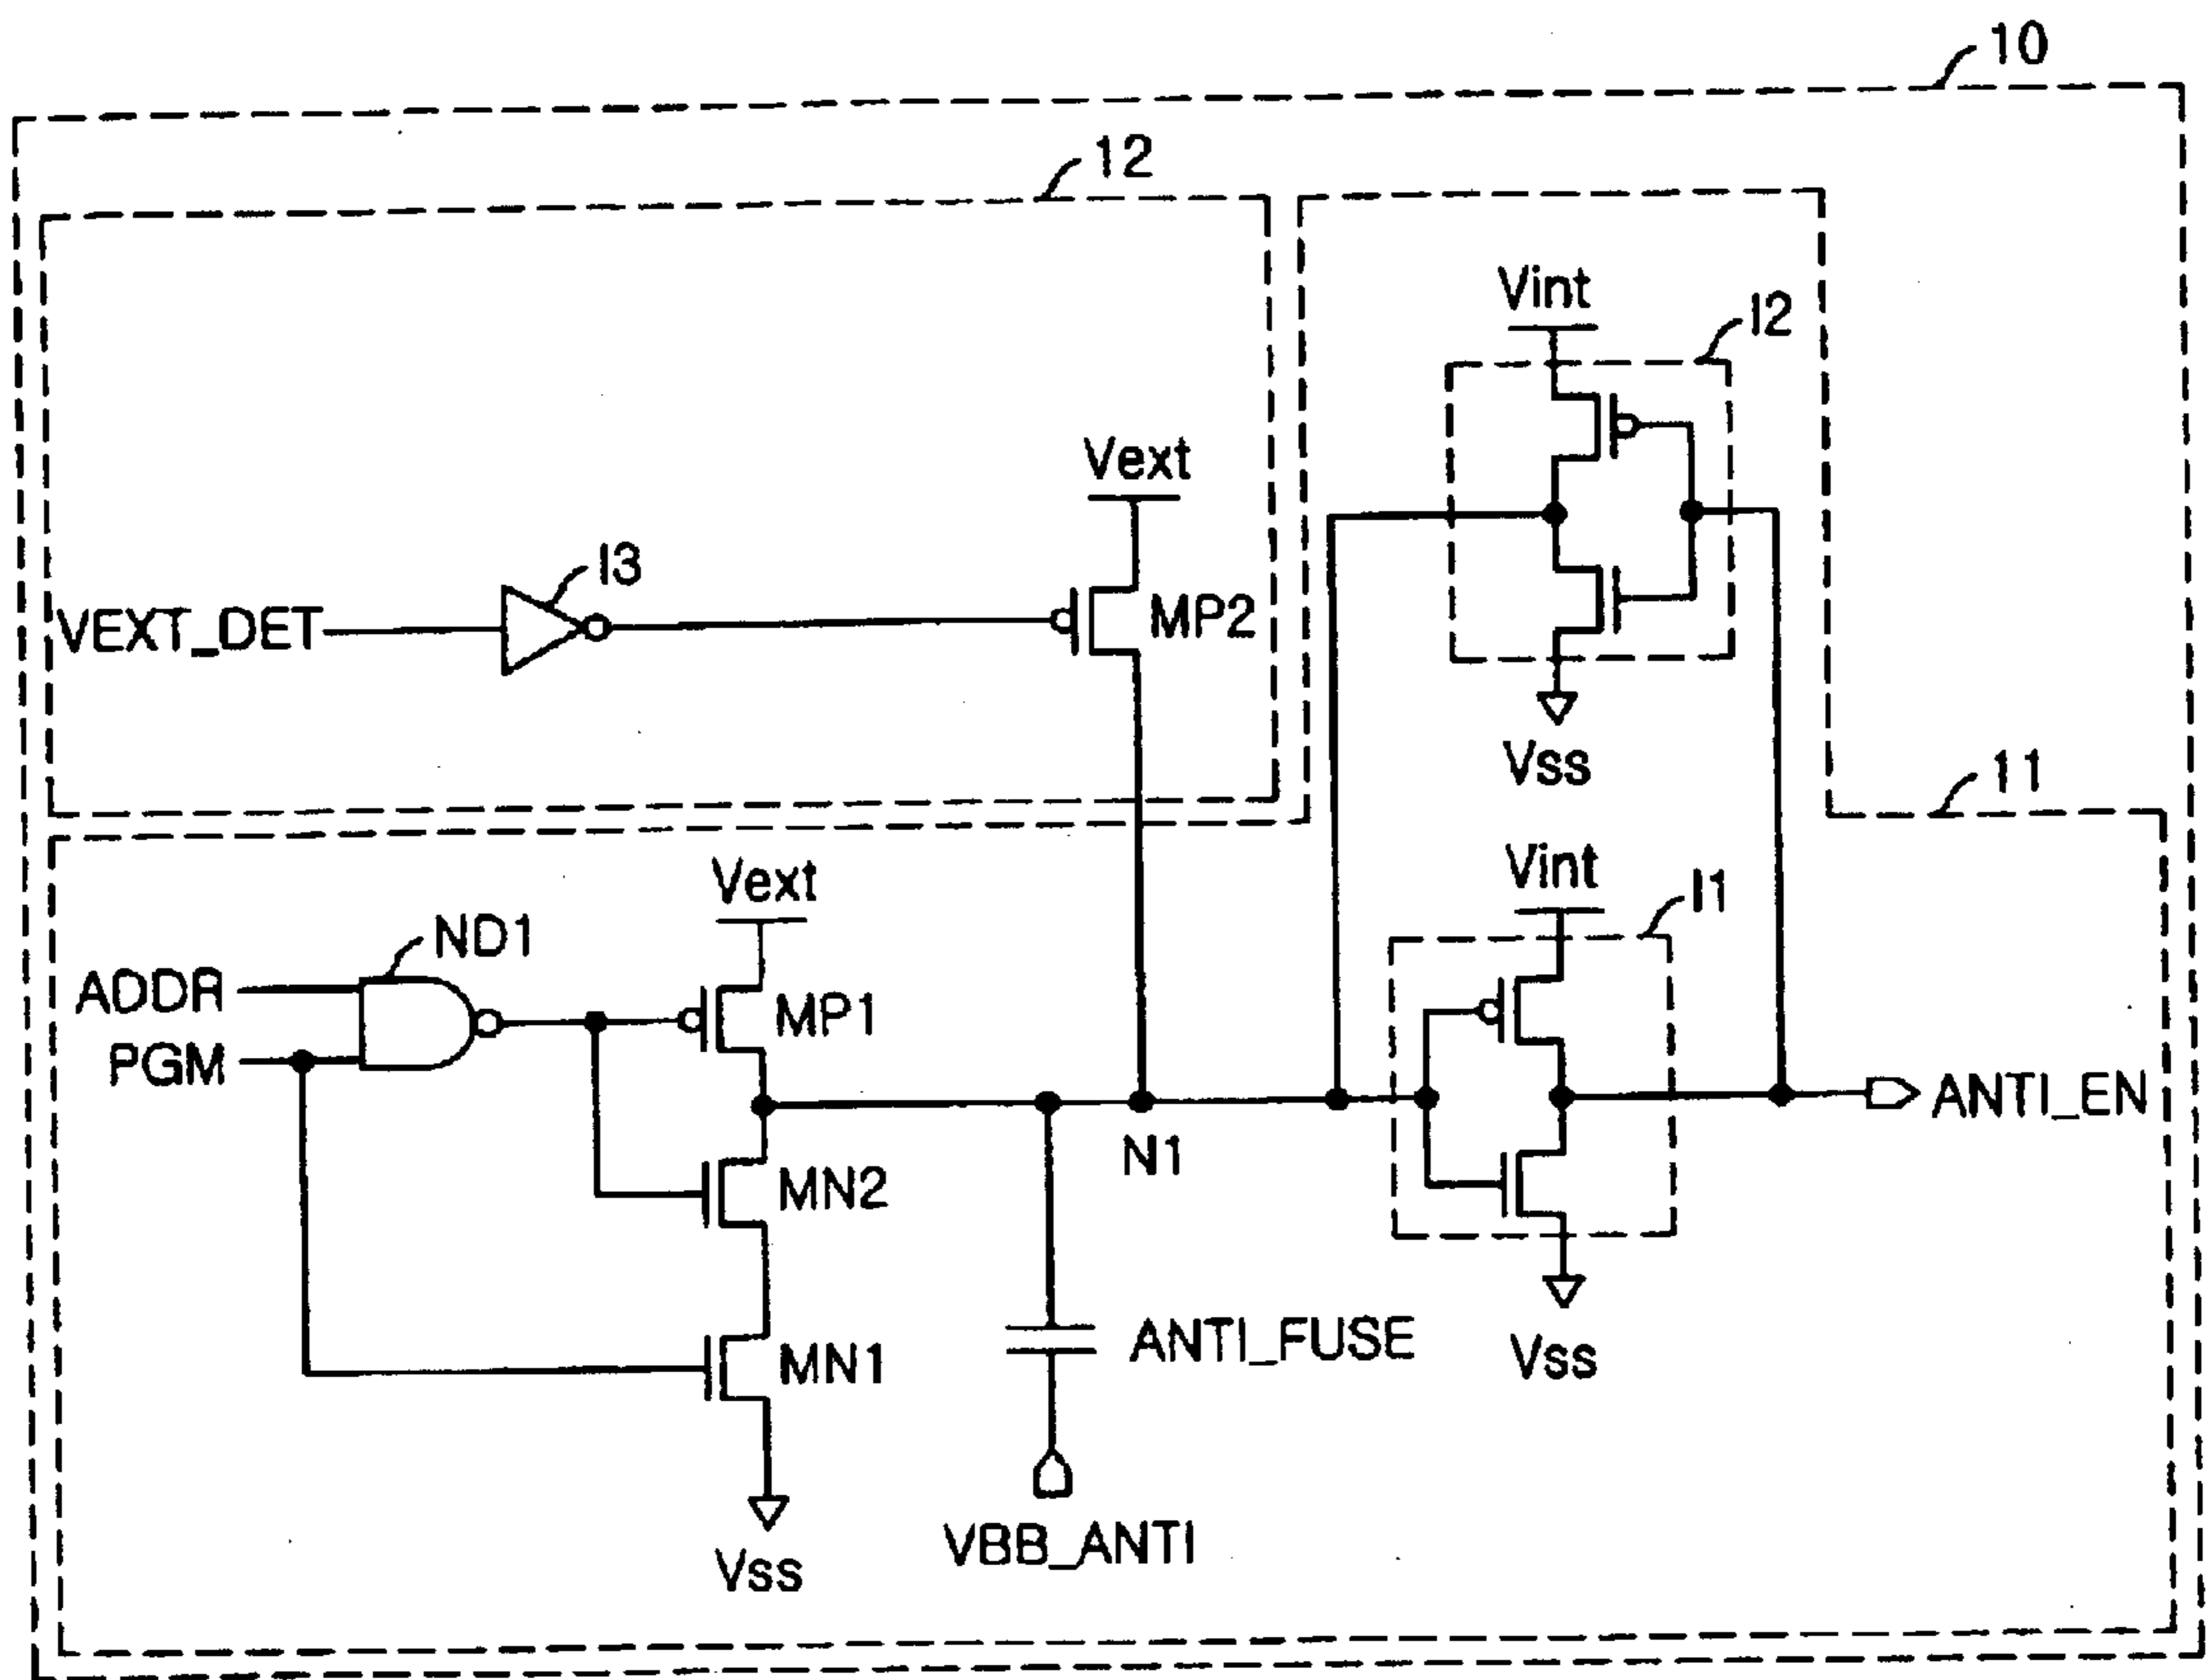 10
12
Vint
I2
Vext
I3
VEXT_DET
MP2
Vss
11
Vext
Vint
I1
ND1
ADDR
MP1
PGM
ANTI_EN
N1
MN2
ANTI_FUSE
MN1
Vss
VBB_ANTI
Vss